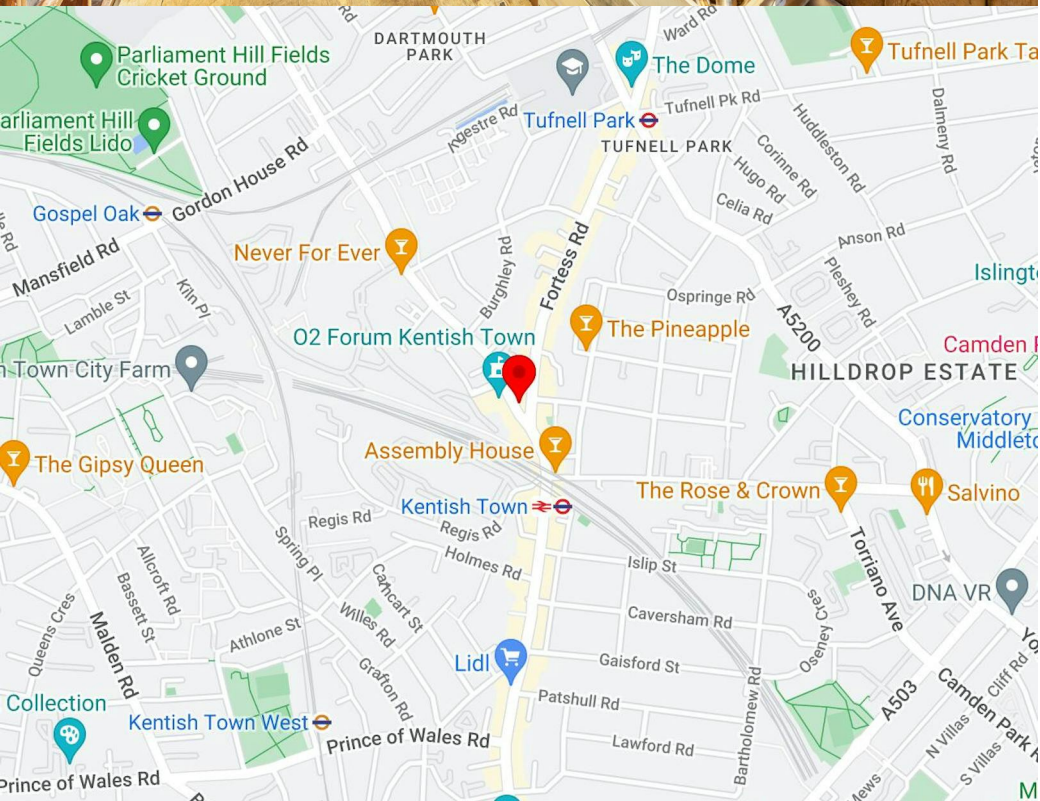 Rd
DARTMOUTH
PARK
Ward Rd
Parliament Hill Fields
Cricket Ground
The Dome
Tufnell Park Ta
arliament Hill
Fields Lido
Tufnell Park
Tufnell Pk Rd
TUFNELL PARK
Huddleston Rd
Dalmeny Rd
Corinne Rd
Hugo Rd
Celia Rd
Gordon House Rd
Gospel Oak
Mansfield Rd
Never For Ever
Burghley Rd
Fortess Rd
Anson Rd
Pleshey Rd
Islingt
Lamble St
Kiln Pl
Ospringe Rd
A5200
O2 Forum Kentish Town
The Pineapple
Camden
HILLDROP ESTATE
n Town City Farm
Conservatory
Middlet
Assembly House
The Gipsy Queen
The Rose & Crown
Salvino
Kentish Town
Regis Rd
Regis Rd
Holmes Rd
Spring Pl
Islip St
Torriano Ave
DNA VR
Allcroft Rd
Bassett St
Cathcart St
Willes Rd
Caversham Rd
Oseney Cres
Queens Cres
Malden Rd
Athlone St
Grafton Rd
Lidl
Gaisford St
Patshull Rd
Bartholomew Rd
A503
Cliff Rd
Camden Park
Collection
Kentish Town West
Prince of Wales Rd
Lawford Rd
N Villas
S Villas
Prince of Wales Rd
Mews